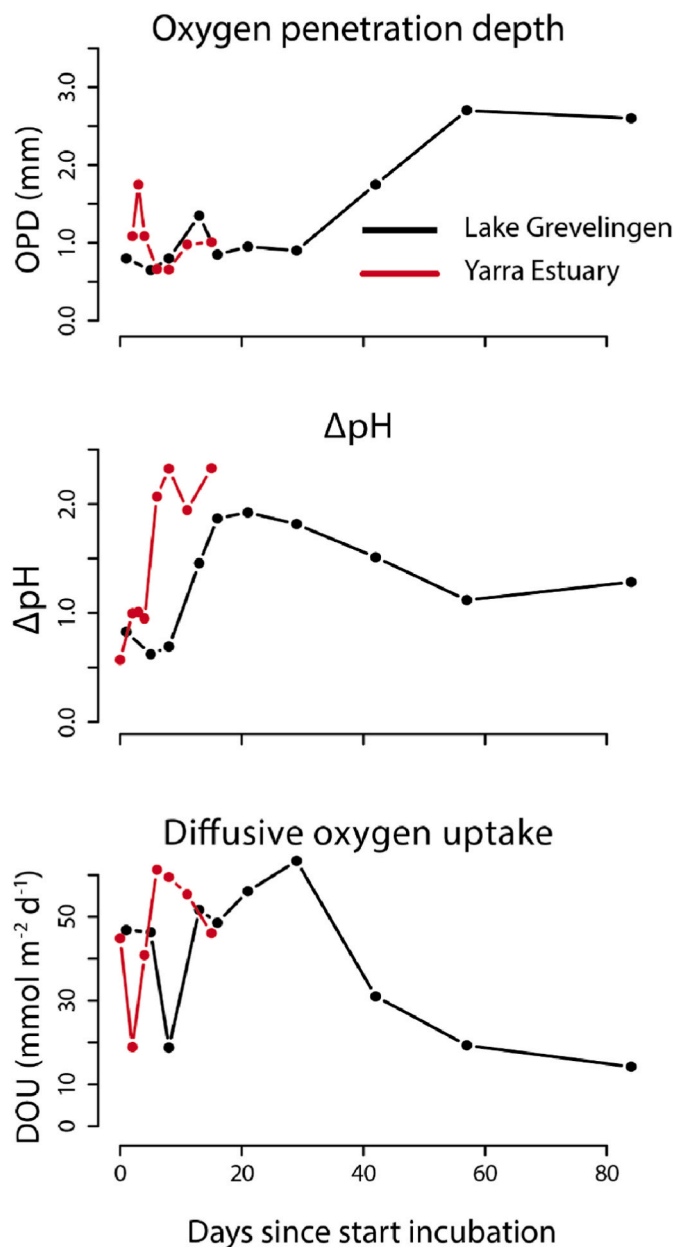 Oxygen penetration depth
OPD (mm)
3.0
2.0
1.0
0.0
Lake Grevelingen
Yarra Estuary
ΔpH
ΔpH
2.0
1.0
0.0
Diffusive oxygen uptake
DOU (mmol m⁻² d⁻¹)
50
30
10
0
0 20 40 60 80
Days since start incubation